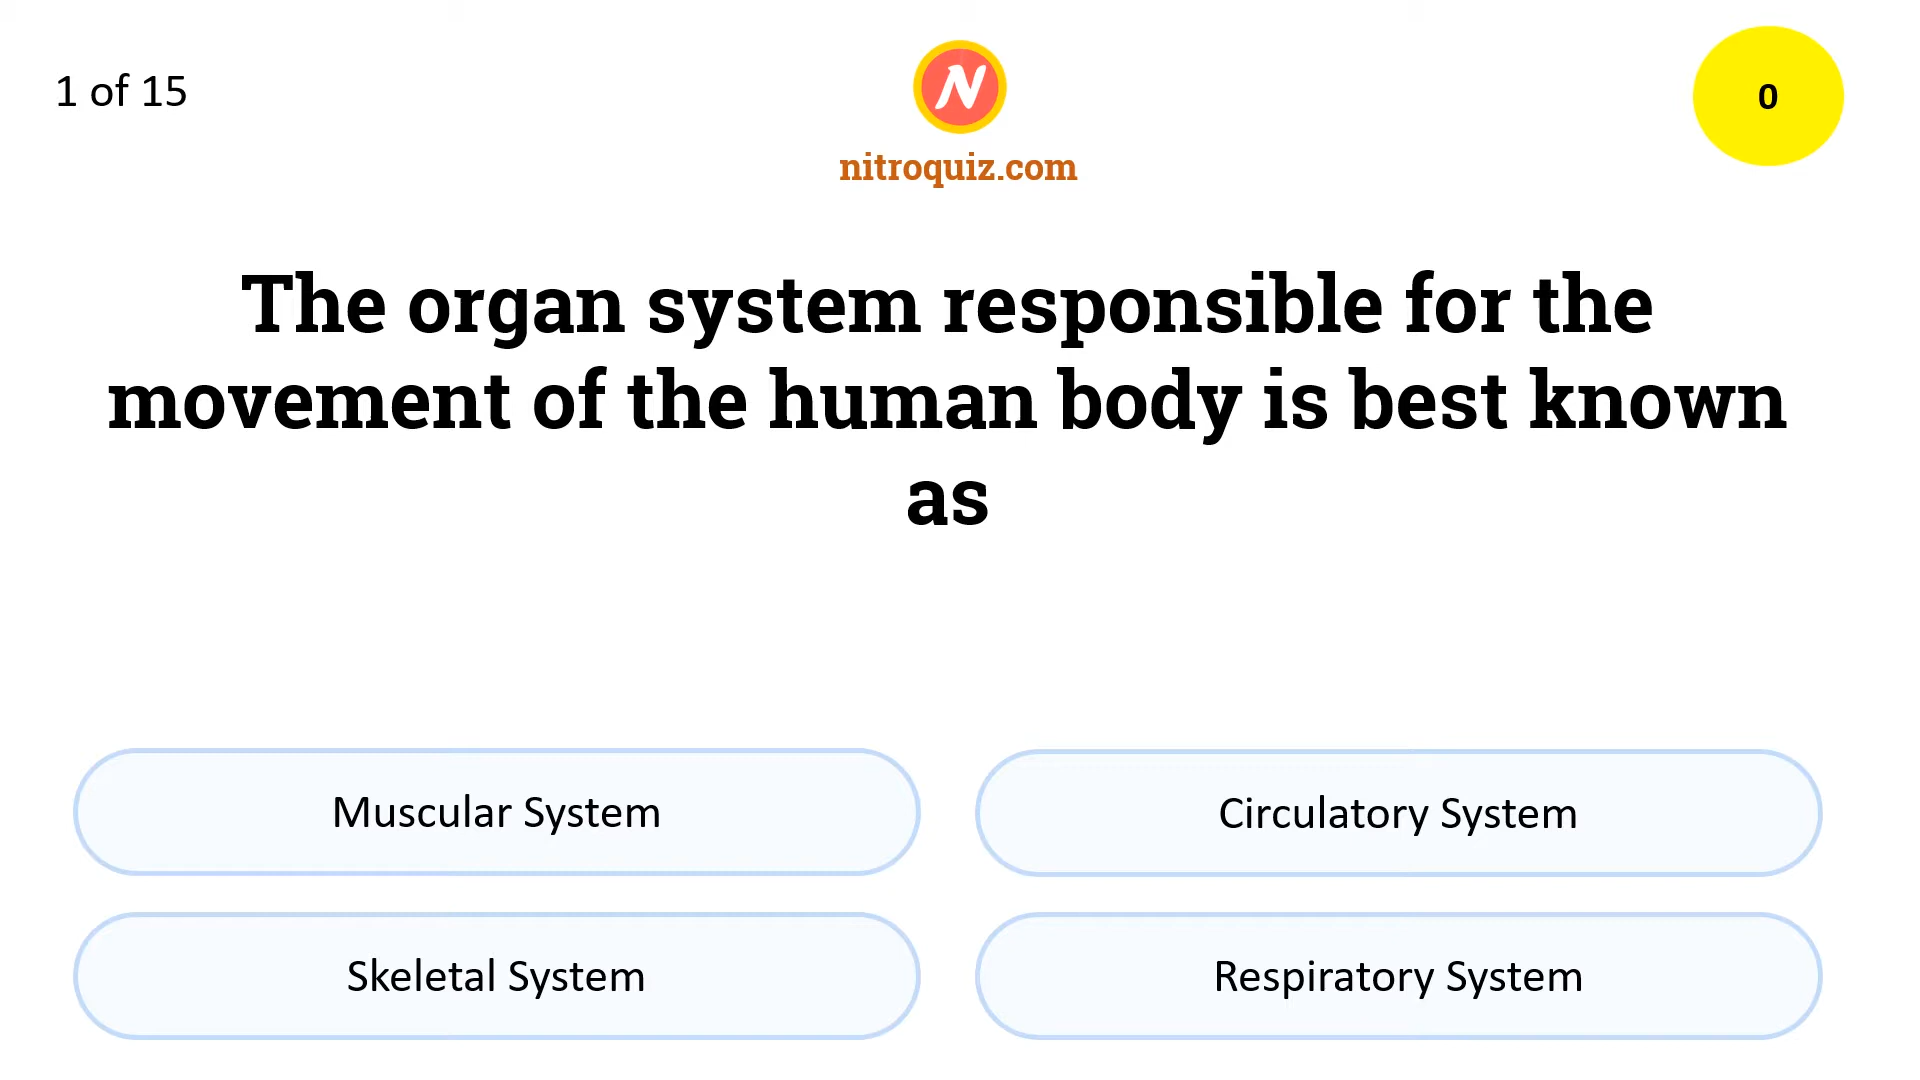 1 of 15
N
0
nitroquiz.com
The organ system responsible for the
movement of the human body is best known
as
Muscular System
Circulatory System
Skeletal System
Respiratory System